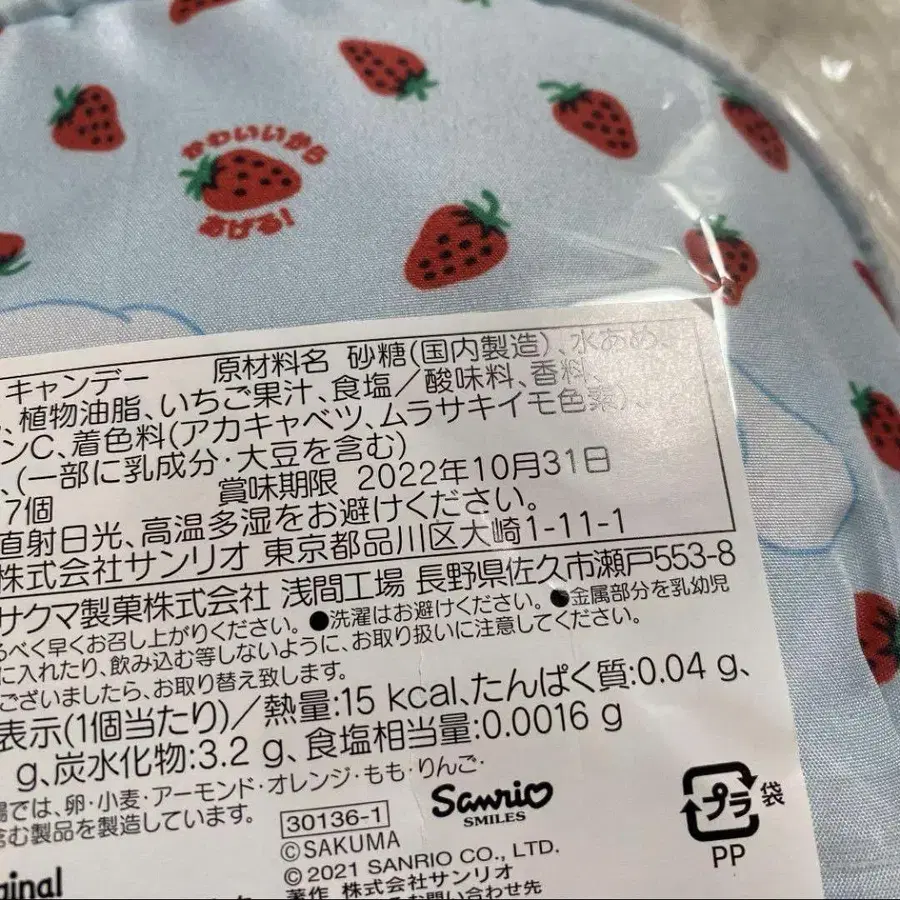 かわいいから
あげる!
キャンデー 原材料名 砂糖(国内製造)、水あめ、
、植物油脂、いちご果汁、食塩/酸味料、香料、
ンC、着色料(アカキャベツ、ムラサキイモ色素)、
、(一部に乳成分・大豆を含む)
7個 賞味期限 2022年10月31日
直射日光、高温多湿をお避けください。
株式会社サンリオ 東京都品川区大崎1-11-1
サクマ製菓株式会社 浅間工場 長野県佐久市瀬戸553-8
るべく早くお召し上がりください。●洗濯はお避けください。●金属部分を乳幼児
に入れたり、飲み込む等しないように、お取り扱いに注意してください。
ございましたら、お取り替え致します。
表示(1個当たり)/熱量:15 kcal、たんぱく質:0.04 g、
g、炭水化物:3.2 g、食塩相当量:0.0016 g
場では、卵・小麦・アーモンド・オレンジ・もも・りんご・
含む製品を製造しています。
Sanrio
SMILES
プラ
袋
PP
30136-1
©SAKUMA
©2021 SANRIO CO., LTD.
著作 株式会社サンリオ
お問い合わせ先
ginal